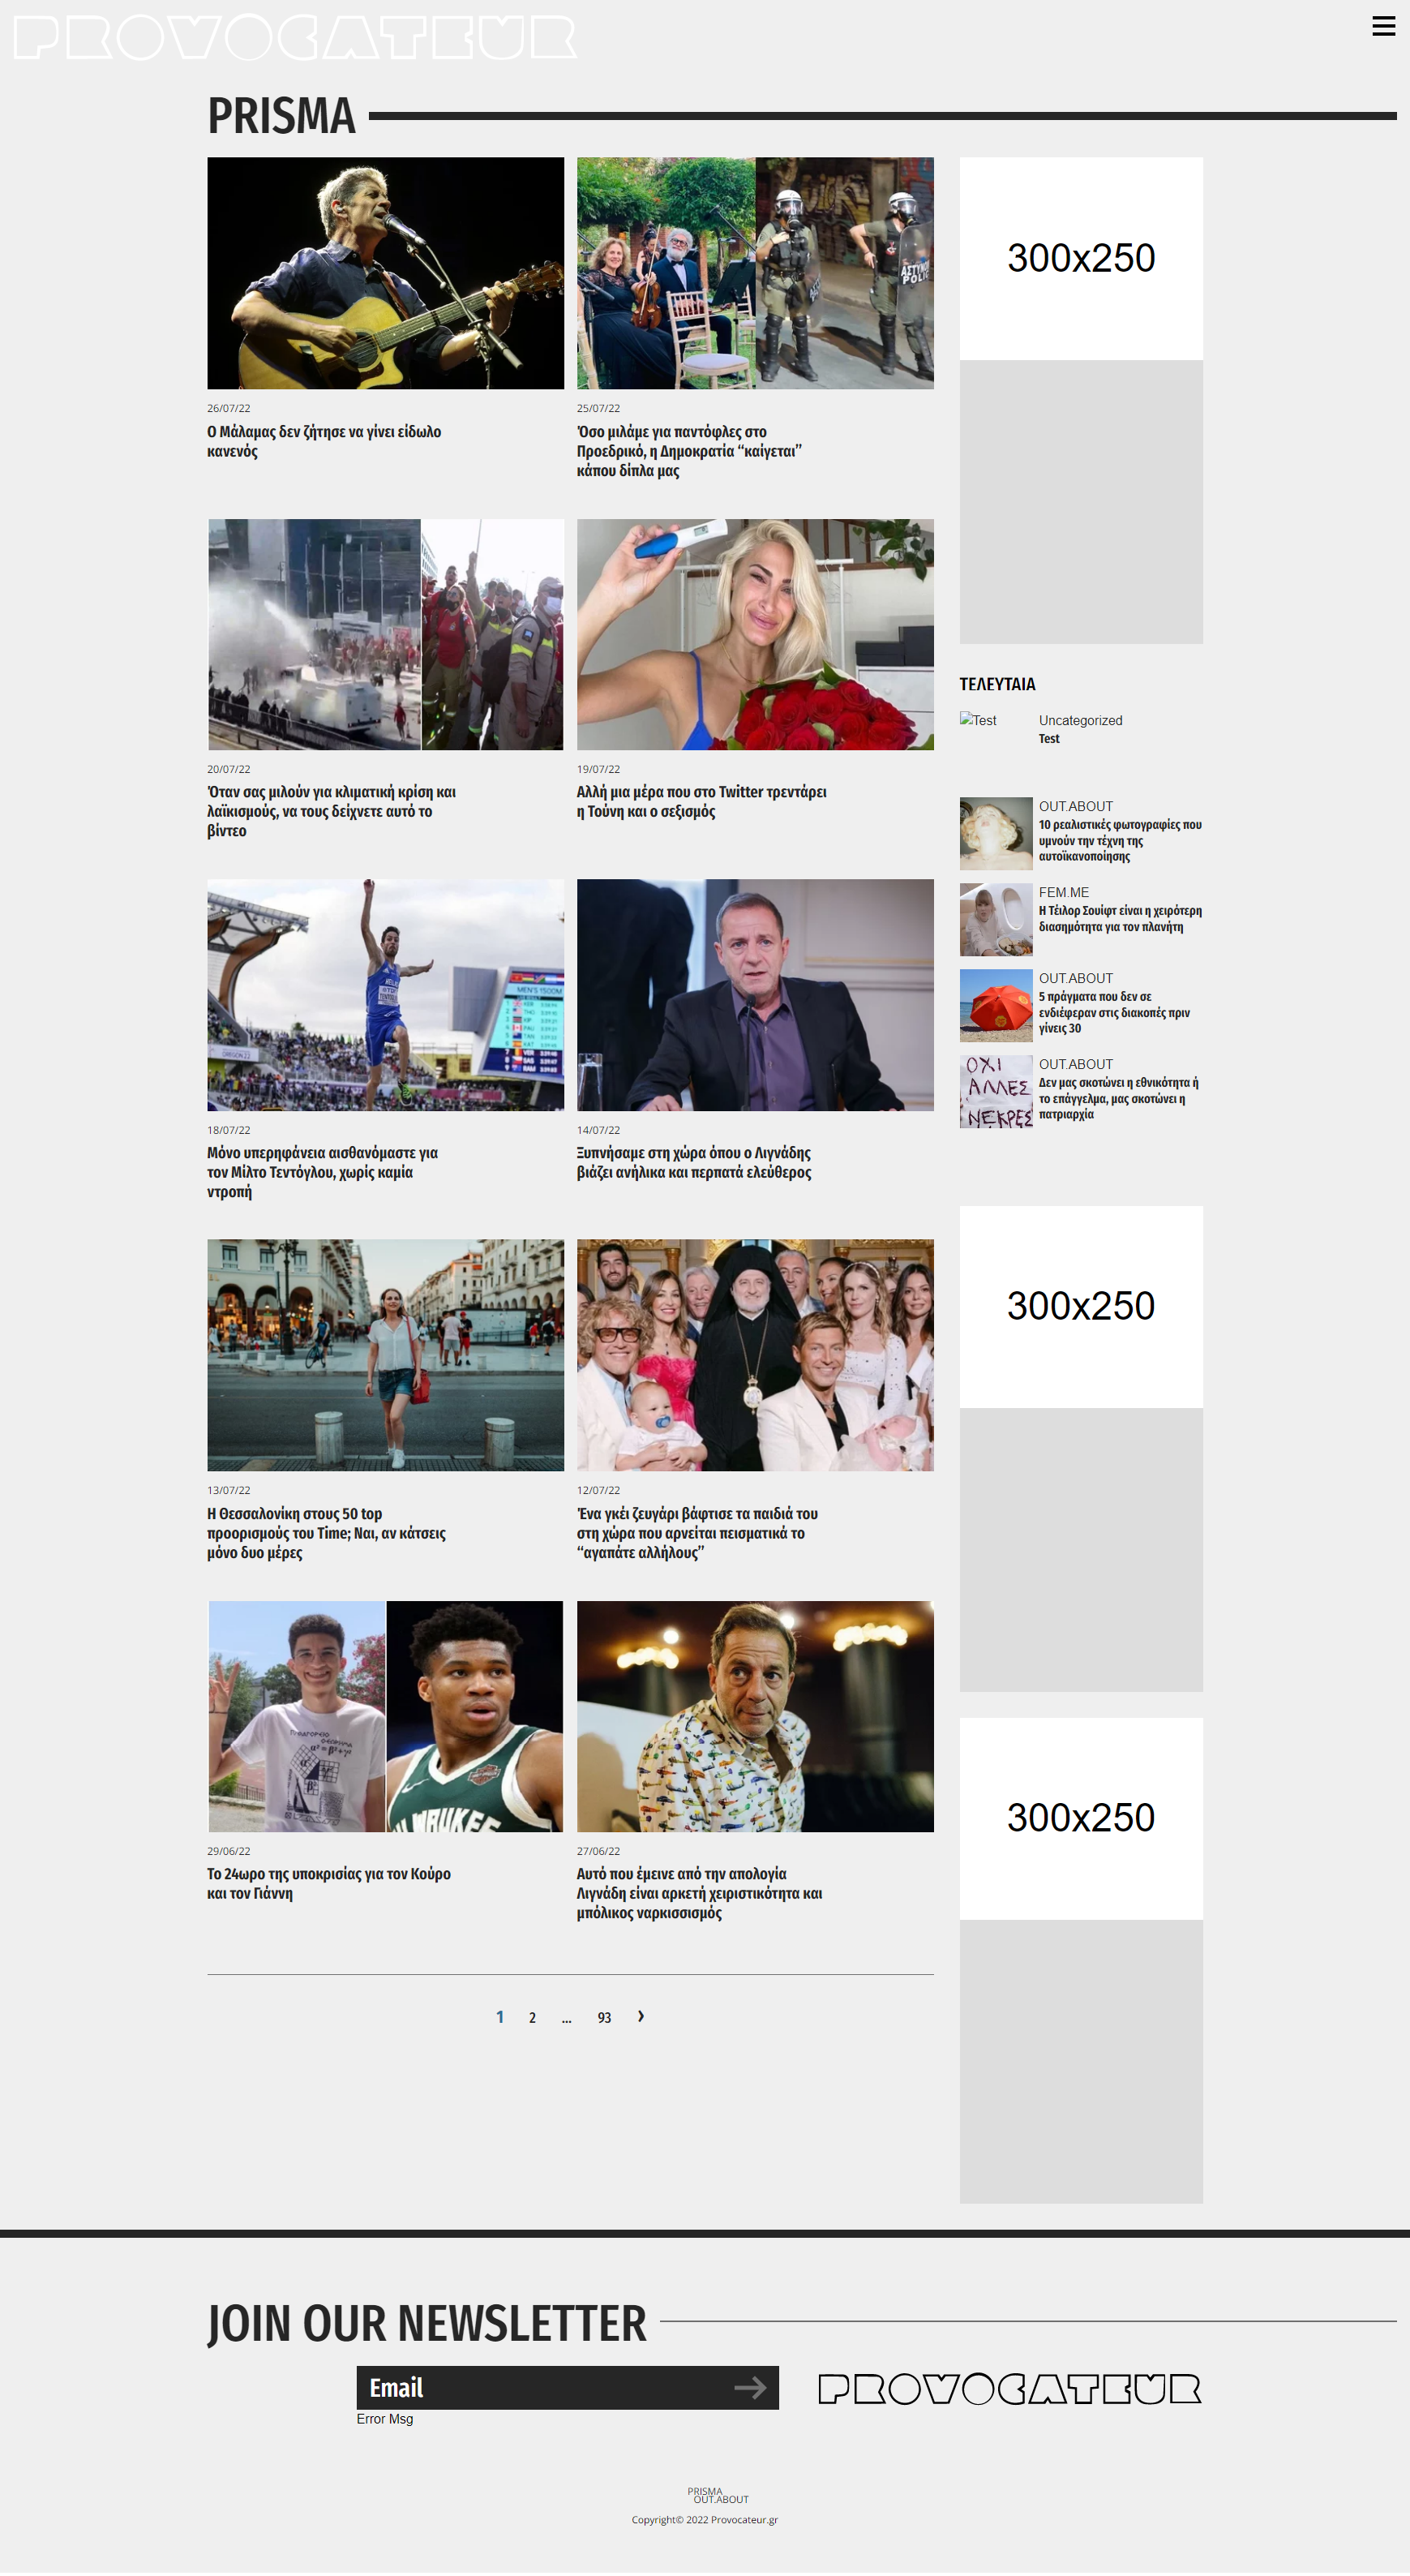 PROVOCATEUR
PRISMA
26/07/22
Ο Μάλαμας δεν ζήτησε να γίνει είδωλο
κανενός
25/07/22
Όσο μιλάμε για παντόφλες στο
Προεδρικό, η Δημοκρατία “καίγεται”
κάπου δίπλα μας
20/07/22
Όταν σας μιλούν για κλιματική κρίση και
λαϊκισμούς, να τους δείχνετε αυτό το
βίντεο
19/07/22
Αλλή μια μέρα που στο Twitter τρεντάρει
η Τούνη και ο σεξισμός
MEN'S 1500M
18/07/22
Μόνο υπερηφάνεια αισθανόμαστε για
τον Μίλτο Τεντόγλου, χωρίς καμία
ντροπή
14/07/22
Ξυπνήσαμε στη χώρα όπου ο Λιγνάδης
βιάζει ανήλικα και περπατά ελεύθερος
13/07/22
Η Θεσσαλονίκη στους 50 top
προορισμούς του Time; Ναι, αν κάτσεις
μόνο δυο μέρες
12/07/22
Ένα γκέι ζευγάρι βάφτισε τα παιδιά του
στη χώρα που αρνείται πεισματικά το
“αγαπάτε αλλήλους”
29/06/22
Το 24ωρο της υποκρισίας για τον Κούρο
και τον Γιάννη
27/06/22
Αυτό που έμεινε από την απολογία
Λιγνάδη είναι αρκετή χειριστικότητα και
μπόλικος ναρκισσισμός
1 2 ... 93 ›
300x250
ΤΕΛΕΥΤΑΙΑ
Test
Uncategorized
Test
OUT.ABOUT
10 ρεαλιστικές φωτογραφίες που
υμνούν την τέχνη της
αυτοϊκανοποίησης
FEM.ME
Η Τέιλορ Σουίφτ είναι η χειρότερη
διασημότητα για τον πλανήτη
OUT.ABOUT
5 πράγματα που δεν σε
ενδιέφεραν στις διακοπές πριν
γίνεις 30
ΟΧΙ
ΑΛΛΕΣ
ΝΕΚΡΕΣ
OUT.ABOUT
Δεν μας σκοτώνει η εθνικότητα ή
το επάγγελμα, μας σκοτώνει η
πατριαρχία
300x250
300x250
JOIN OUR NEWSLETTER
Email
Error Msg
PROVOCATEUR
PRISMA
OUT.ABOUT
Copyright© 2022 Provocateur.gr